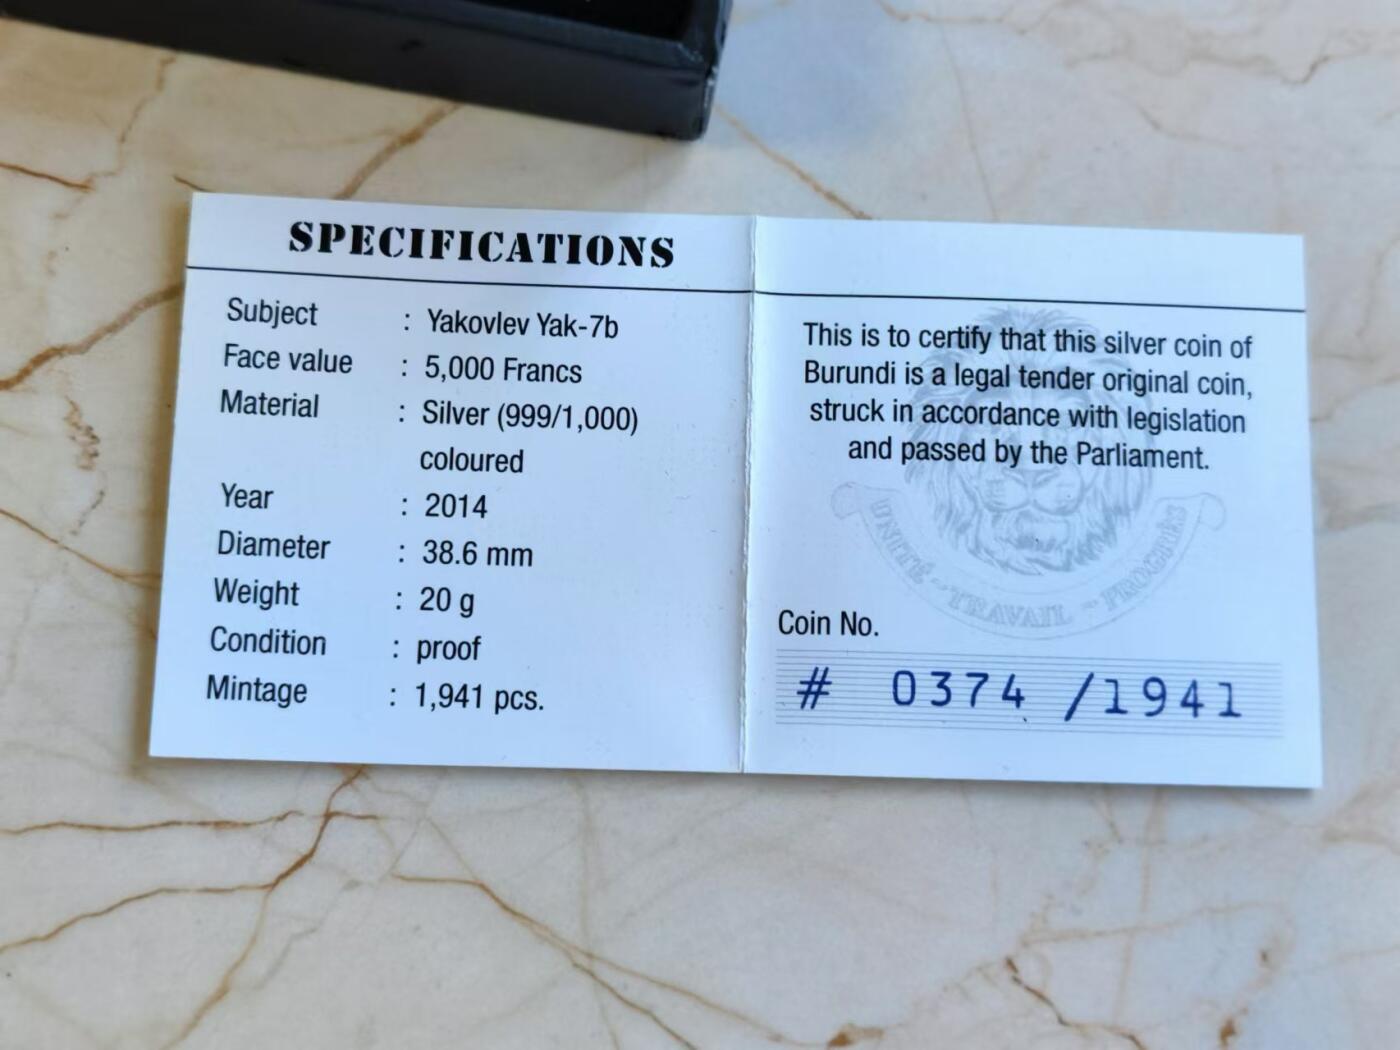 SPECIFICATIONS
Subject : Yakovlev Yak-7b
Face value : 5,000 Francs
Material : Silver (999/1,000)
coloured
Year : 2014
Diameter : 38.6 mm
Weight : 20 g
Condition : proof
Mintage : 1,941 pcs.
This is to certify that this silver coin of
Burundi is a legal tender original coin,
struck in accordance with legislation
and passed by the Parliament.
UNITÉ ~ TRAVAIL ~ PROGRÈS
Coin No.
# 0374 /1941